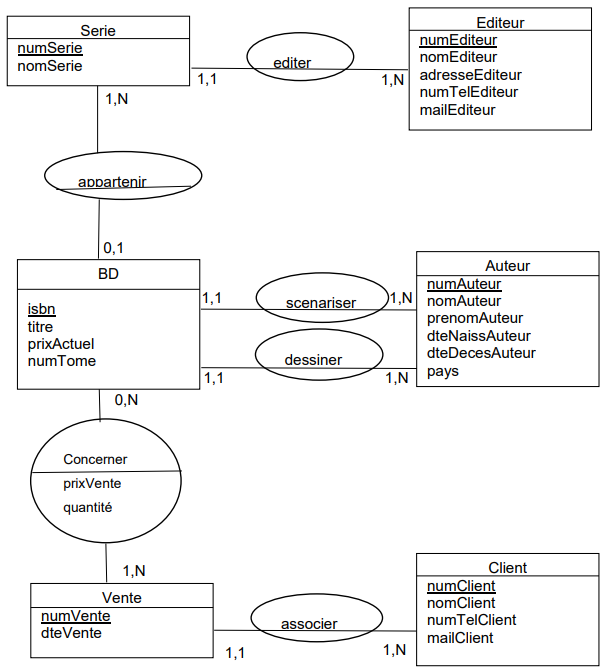 Serie
numSerie
nomSerie
1,1
editer
1,N
Editeur
numEditeur
nomEditeur
adresseEditeur
numTelEditeur
mailEditeur
1,N
appartenir
0,1
BD
isbn
titre
prixActuel
numTome
1,1
scenariser
1,N
1,1
dessiner
1,N
Auteur
numAuteur
nomAuteur
prenomAuteur
dteNaissAuteur
dteDecesAuteur
pays
0,N
Concerner
prixVente
quantité
1,N
Vente
numVente
dteVente
1,1
associer
1,N
Client
numClient
nomClient
numTelClient
mailClient